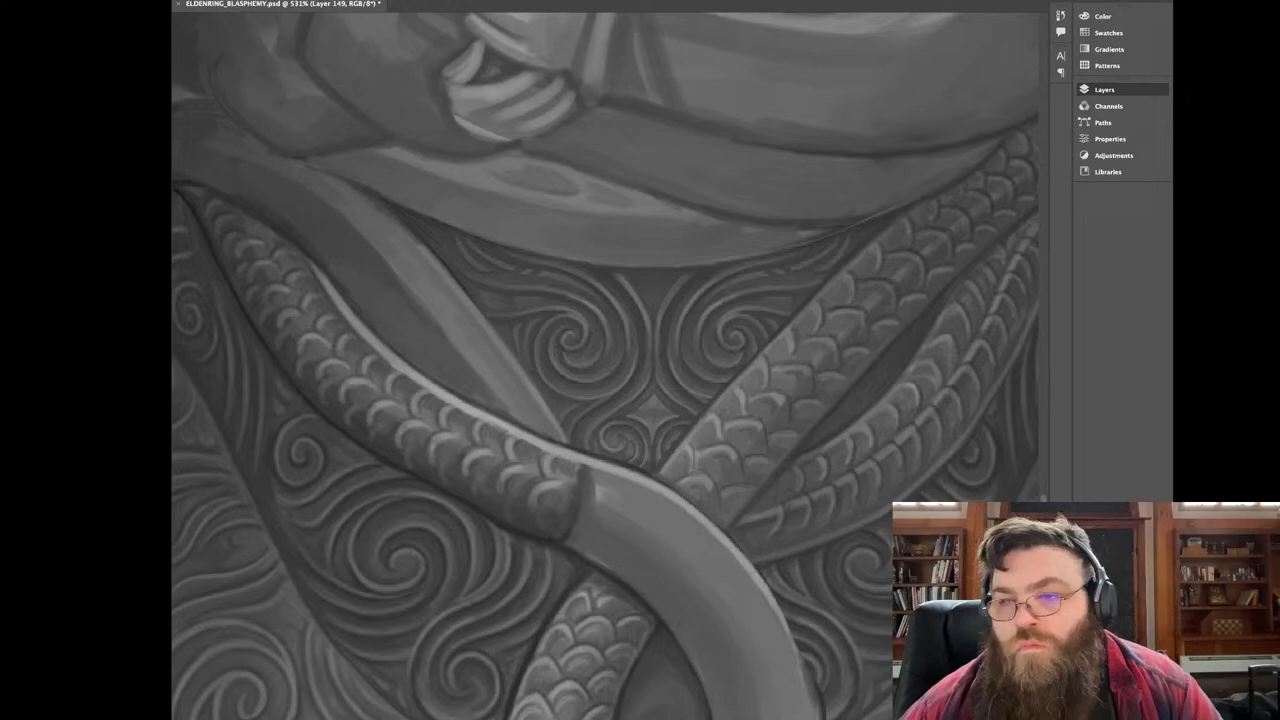 × ELDENRING_BLASPHEMY.psd @ 531% (Layer 149, RGB/8*) *
Color
Swatches
Gradients
Patterns
A|
¶
Layers
Channels
Paths
Properties
Adjustments
Libraries